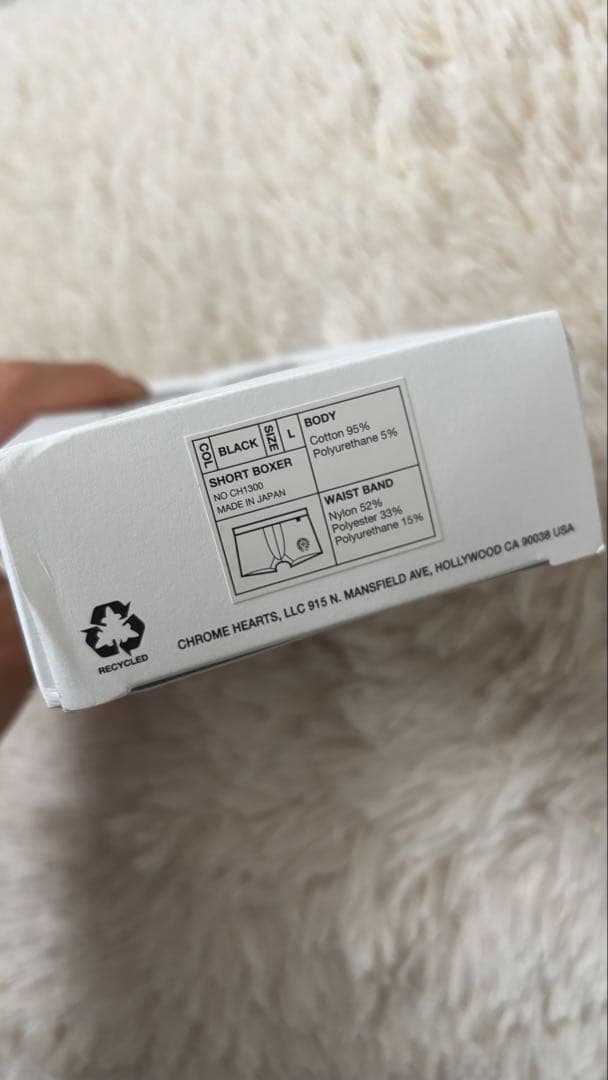 COL BLACK SIZE L
SHORT BOXER
NO CH1300
MADE IN JAPAN
BODY
Cotton 95%
Polyurethane 5%
WAIST BAND
Nylon 52%
Polyester 33%
Polyurethane 15%
RECYCLED
CHROME HEARTS, LLC 915 N. MANSFIELD AVE, HOLLYWOOD CA 90038 USA